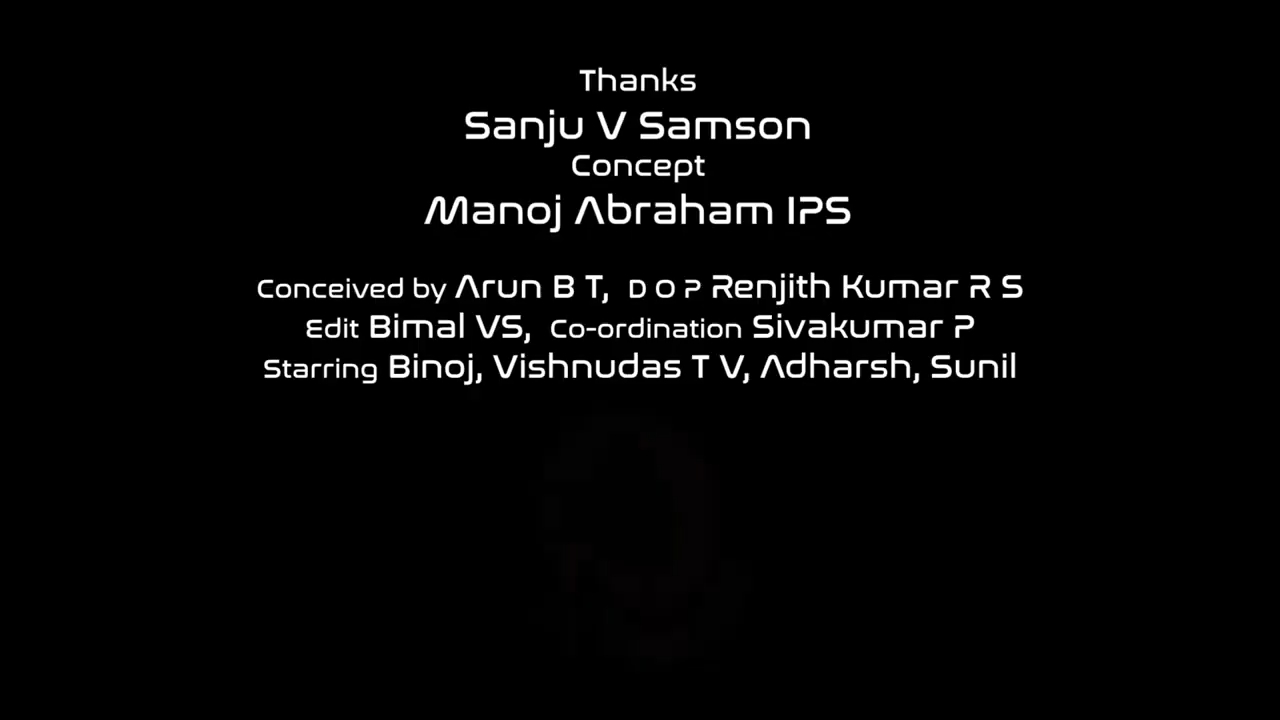 Thanks
Sanju V Samson
Concept
Manoj Abraham IPS
Conceived by Arun B T, D O P Renjith Kumar R S
Edit Bimal VS, Co-ordination Sivakumar P
Starring Binoj, Vishnudas T V, Adharsh, Sunil